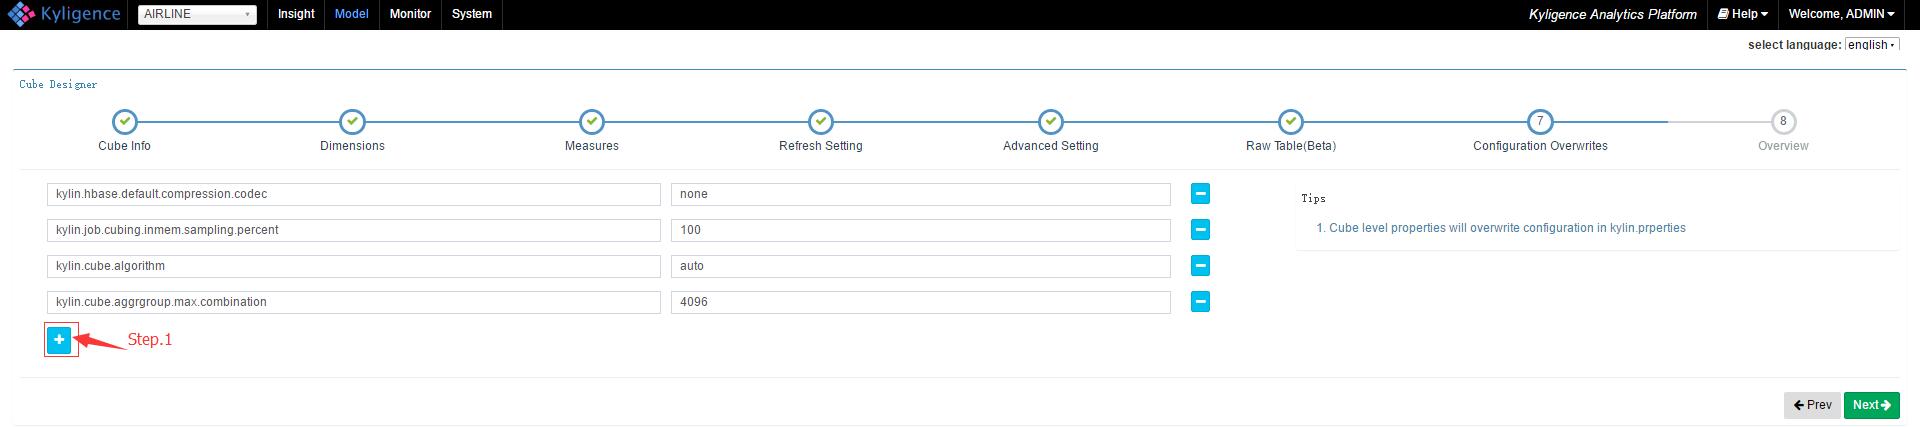 Kyligence AIRLINE Insight Model Monitor System Kyligence Analytics Platform Help Welcome, ADMIN
select language: english
Cube Designer
7 8
Cube Info Dimensions Measures Refresh Setting Advanced Setting Raw Table(Beta) Configuration Overwrites Overview
kylin.hbase.default.compression.codec none
Tips
kylin.job.cubing.inmem.sampling.percent 100
1. Cube level properties will overwrite configuration in kylin.prperties
kylin.cube.algorithm auto
kylin.cube.aggrgroup.max.combination 4096
Step.1
Prev Next